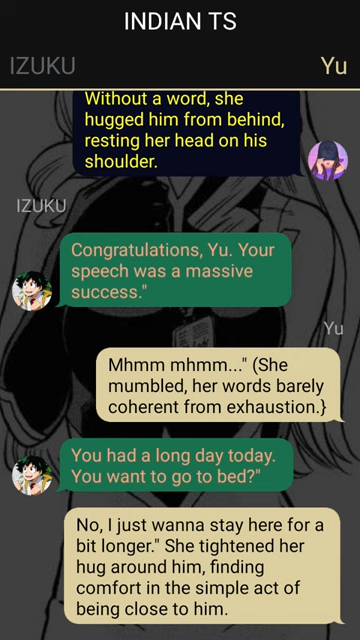 INDIAN TS
IZUKU
Yu
Without a word, she
hugged him from behind,
resting her head on his
shoulder.
IZUKU
Congratulations, Yu. Your
speech was a massive
success."
Yu
Mhmm mhmm..." (She
mumbled, her words barely
coherent from exhaustion.}
You had a long day today.
You want to go to bed?"
No, I just wanna stay here for a
bit longer." She tightened her
hug around him, finding
comfort in the simple act of
being close to him.